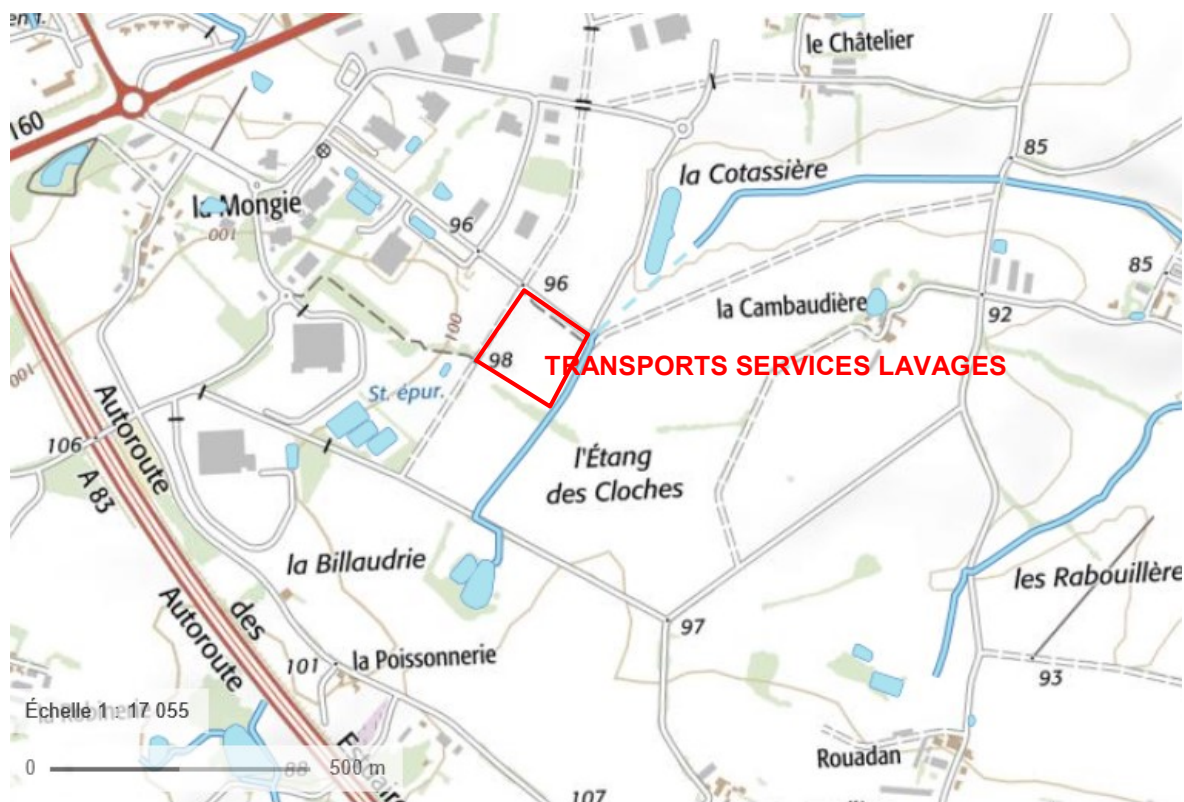 le Châtelier
160
85
la Cotassière
la Mongie
96
001
96
85
la Cambaudière
92
100
98
TRANSPORTS SERVICES LAVAGES
001
St. épur.
Autoroute
106
A 83
l'Étang
des Cloches
la Billaudrie
les Rabouillère
des
Autoroute
97
101
la Poissonnerie
93
Échelle 1 : 17 055
Rouadan
0
500 m
88
107